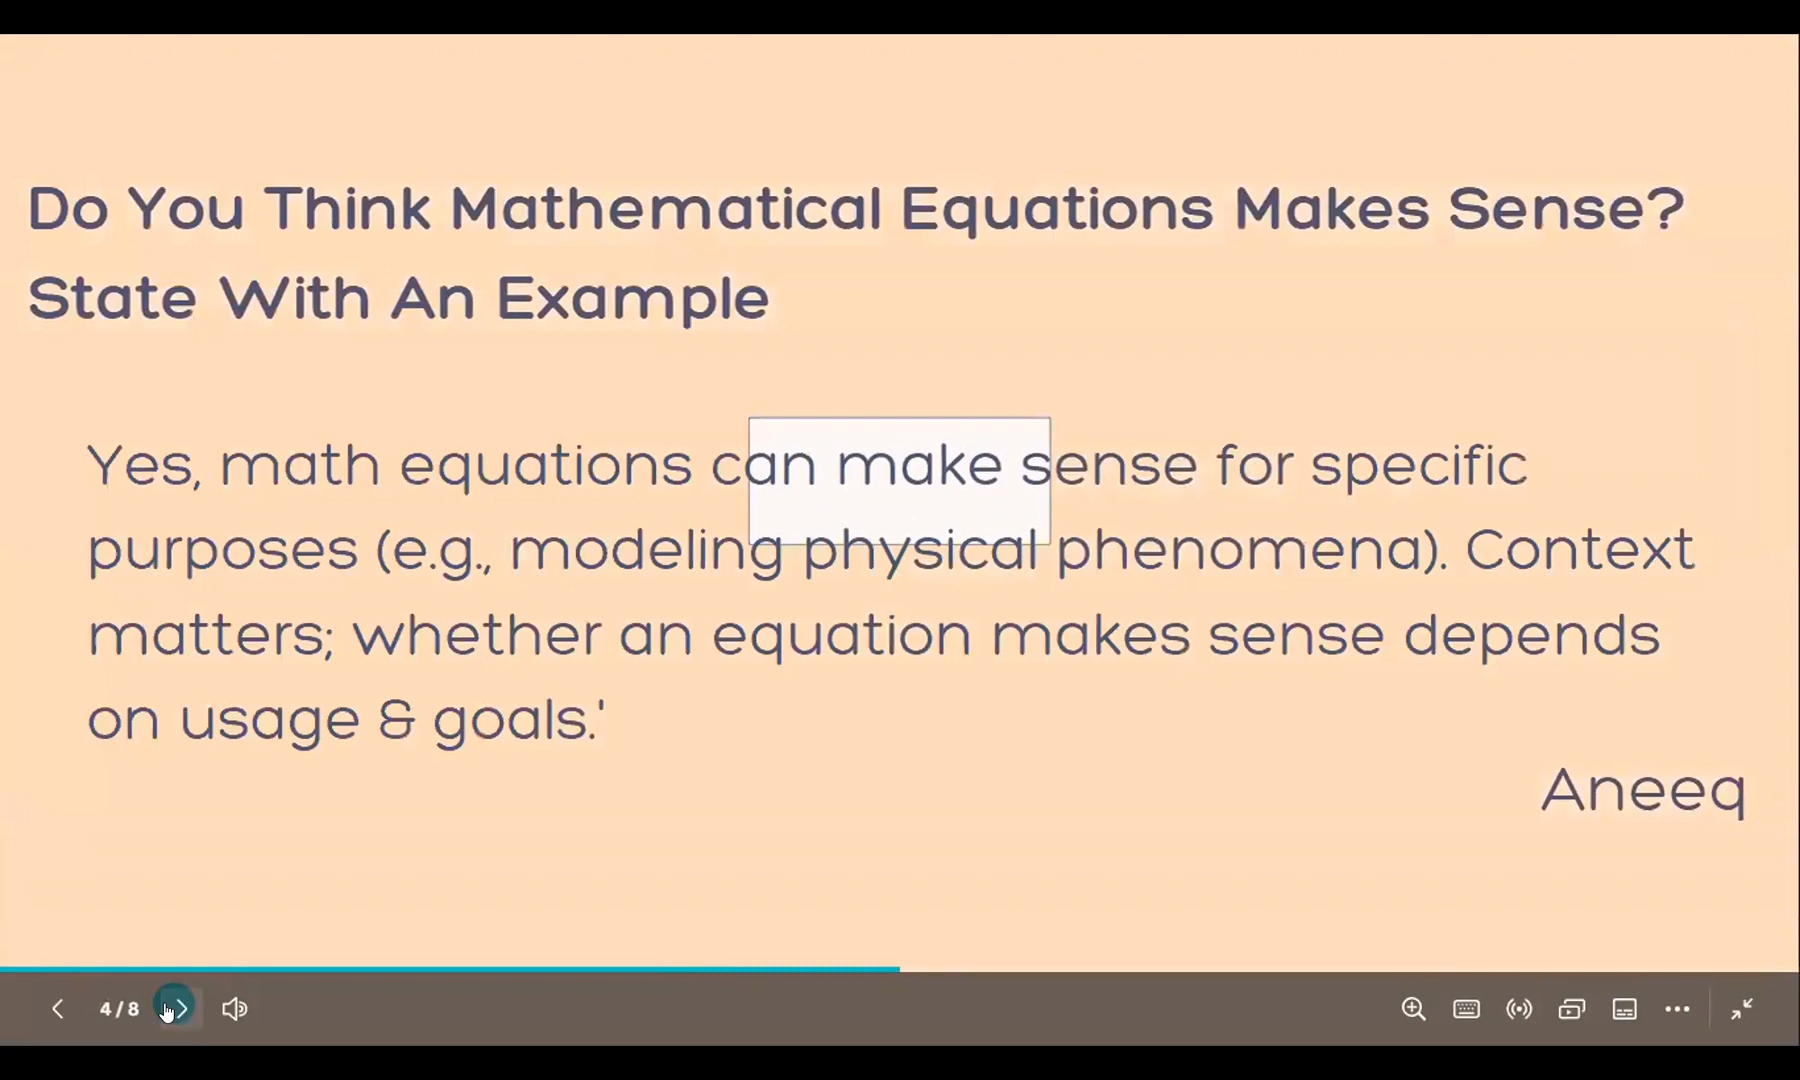 Do You Think Mathematical Equations Makes Sense?
State With An Example
Yes, math equations can make sense for specific
purposes (e.g., modeling physical phenomena). Context
matters; whether an equation makes sense depends
on usage & goals.'
Aneeq
4 / 8